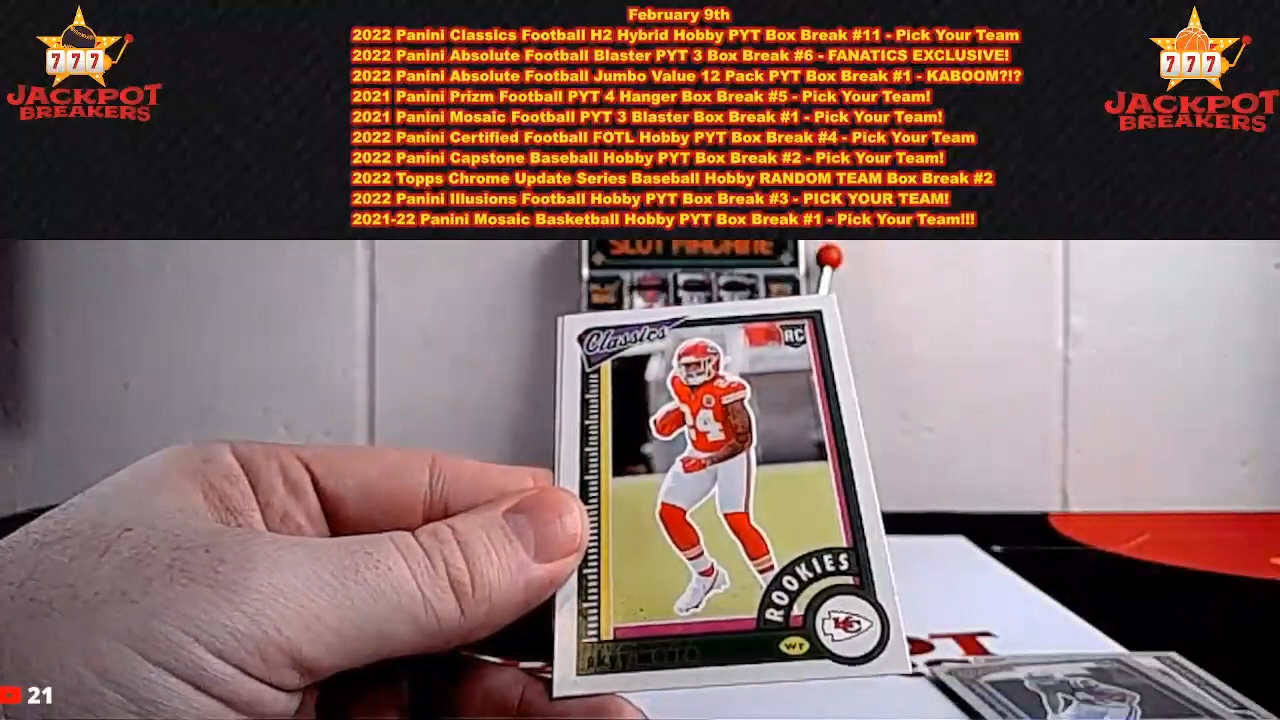 February 9th
2022 Panini Classics Football H2 Hybrid Hobby PYT Box Break #11 - Pick Your Team
2022 Panini Absolute Football Blaster PYT 3 Box Break #6 - FANATICS EXCLUSIVE!
2022 Panini Absolute Football Jumbo Value 12 Pack PYT Box Break #1 - KABOOM?!?
2021 Panini Prizm Football PYT 4 Hanger Box Break #5 - Pick Your Team!
2021 Panini Mosaic Football PYT 3 Blaster Box Break #1 - Pick Your Team!
2022 Panini Certified Football FOTL Hobby PYT Box Break #4 - Pick Your Team
2022 Panini Capstone Baseball Hobby PYT Box Break #2 - Pick Your Team!
2022 Topps Chrome Update Series Baseball Hobby RANDOM TEAM Box Break #2
2022 Panini Illusions Football Hobby PYT Box Break #3 - PICK YOUR TEAM!
2021-22 Panini Mosaic Basketball Hobby PYT Box Break #1 - Pick Your Team!!!
777
JACKPOT
BREAKERS
777
JACKPOT
BREAKERS
SLOT MACHINE
Classics
RC
24
ROOKIES
KC
WR
21